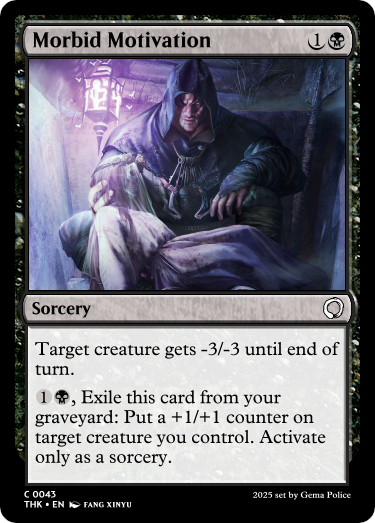 Morbid Motivation 1
Sorcery
Target creature gets -3/-3 until end of
turn.
1, Exile this card from your
graveyard: Put a +1/+1 counter on
target creature you control. Activate
only as a sorcery.
C 0043
THK • EN FANG XINYU
2025 set by Gema Police